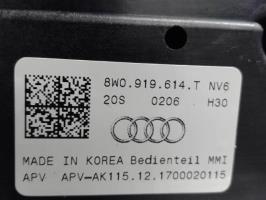 8W0.919.614.T NV6
20S 0206 H30
MADE IN KOREA Bedienteil MMI
APV APV-AK115.12.1700020115